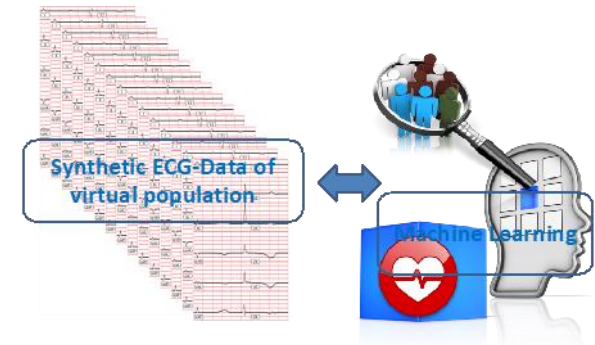 Synthetic ECG-Data of
virtual population
Machine Learning